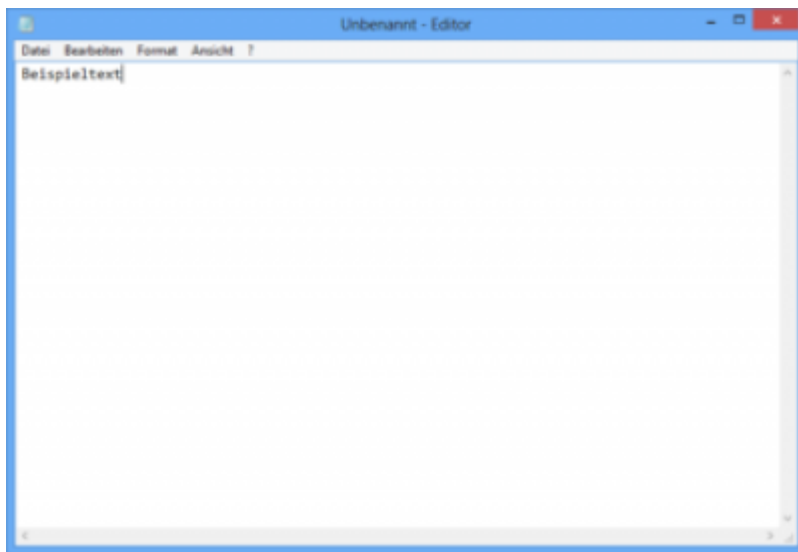 Unbenannt - Editor
Datei Bearbeiten Format Ansicht ?
Beispieltext